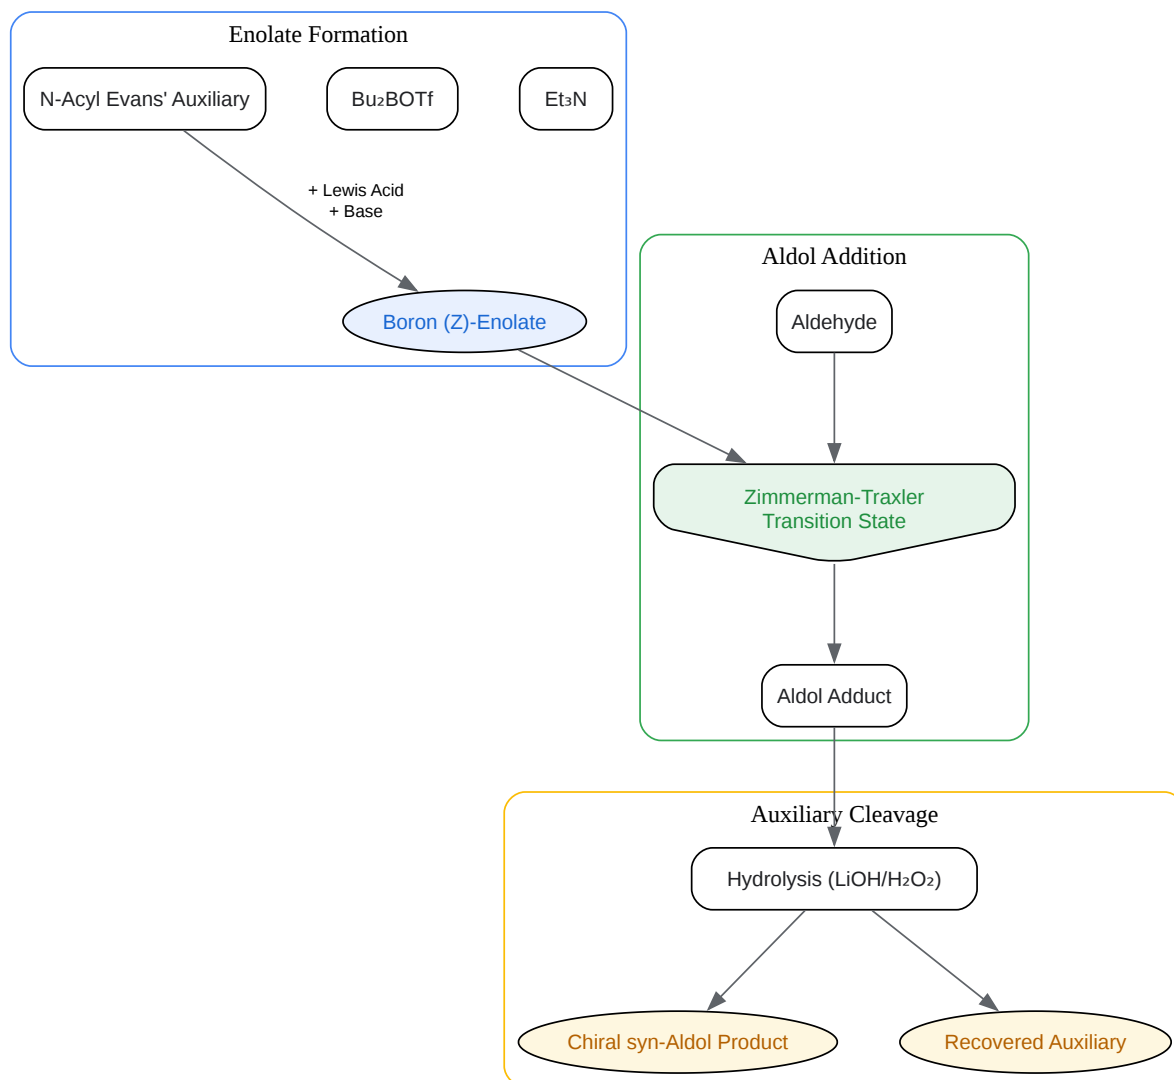 Enolate Formation
N-Acyl Evans' Auxiliary
Bu₂BOTf
Et₃N
+ Lewis Acid
+ Base
Boron (Z)-Enolate
Aldol Addition
Aldehyde
Zimmerman-Traxler
Transition State
Aldol Adduct
Auxiliary Cleavage
Hydrolysis (LiOH/H₂O₂)
Chiral syn-Aldol Product
Recovered Auxiliary